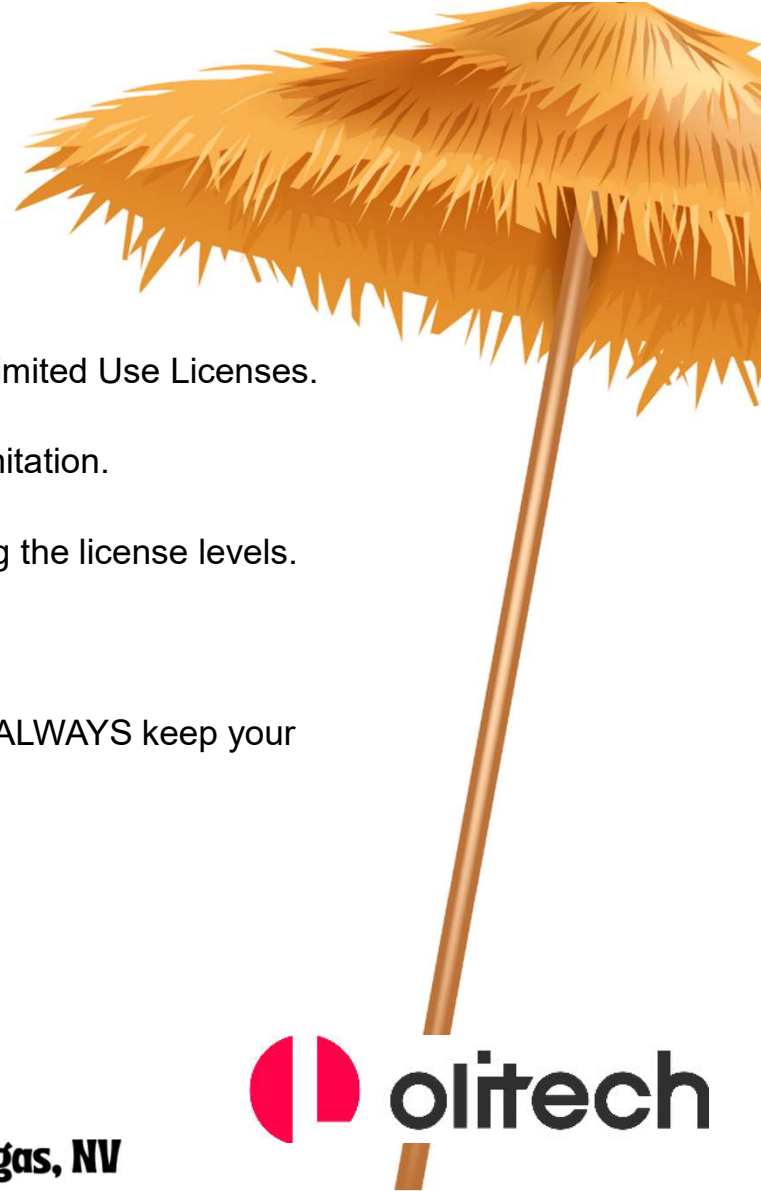 imited Use Licenses.
nitation.
g the license levels.
ALWAYS keep your
olitech
gas, NV